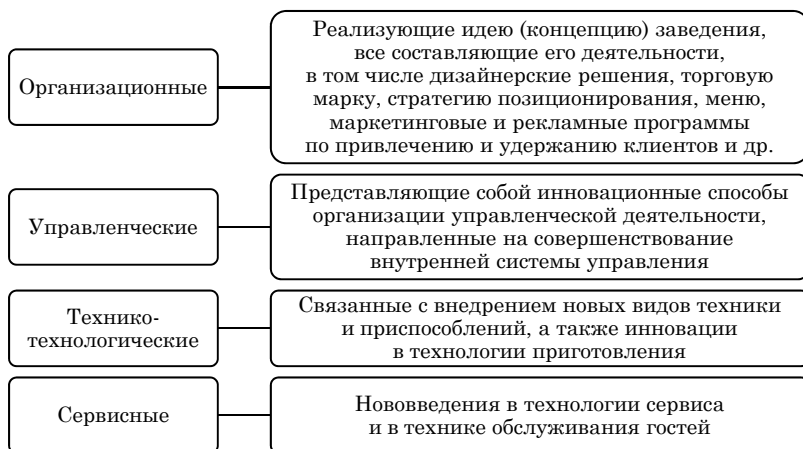 Организационные
Реализующие идею (концепцию) заведения,
все составляющие его деятельности,
в том числе дизайнерские решения, торговую
марку, стратегию позиционирования, меню,
маркетинговые и рекламные программы
по привлечению и удержанию клиентов и др.
Управленческие
Представляющие собой инновационные способы
организации управленческой деятельности,
направленные на совершенствование
внутренней системы управления
Технико-
технологические
Связанные с внедрением новых видов техники
и приспособлений, а также инновации
в технологии приготовления
Сервисные
Нововведения в технологии сервиса
и в технике обслуживания гостей